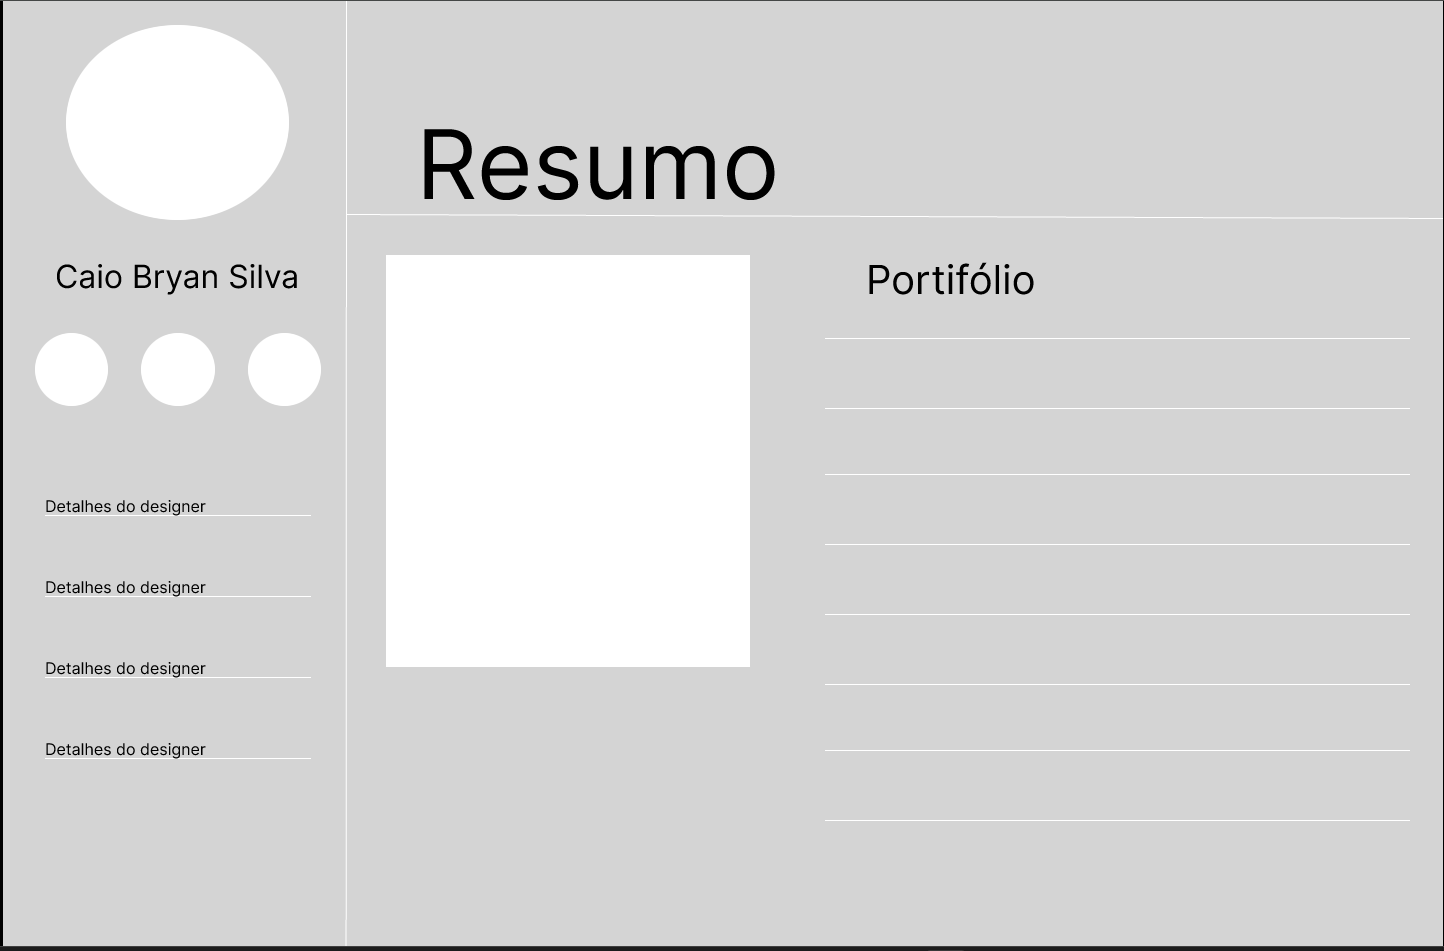 Caio Bryan Silva
Detalhes do designer
Detalhes do designer
Detalhes do designer
Detalhes do designer
Resumo
Portifólio